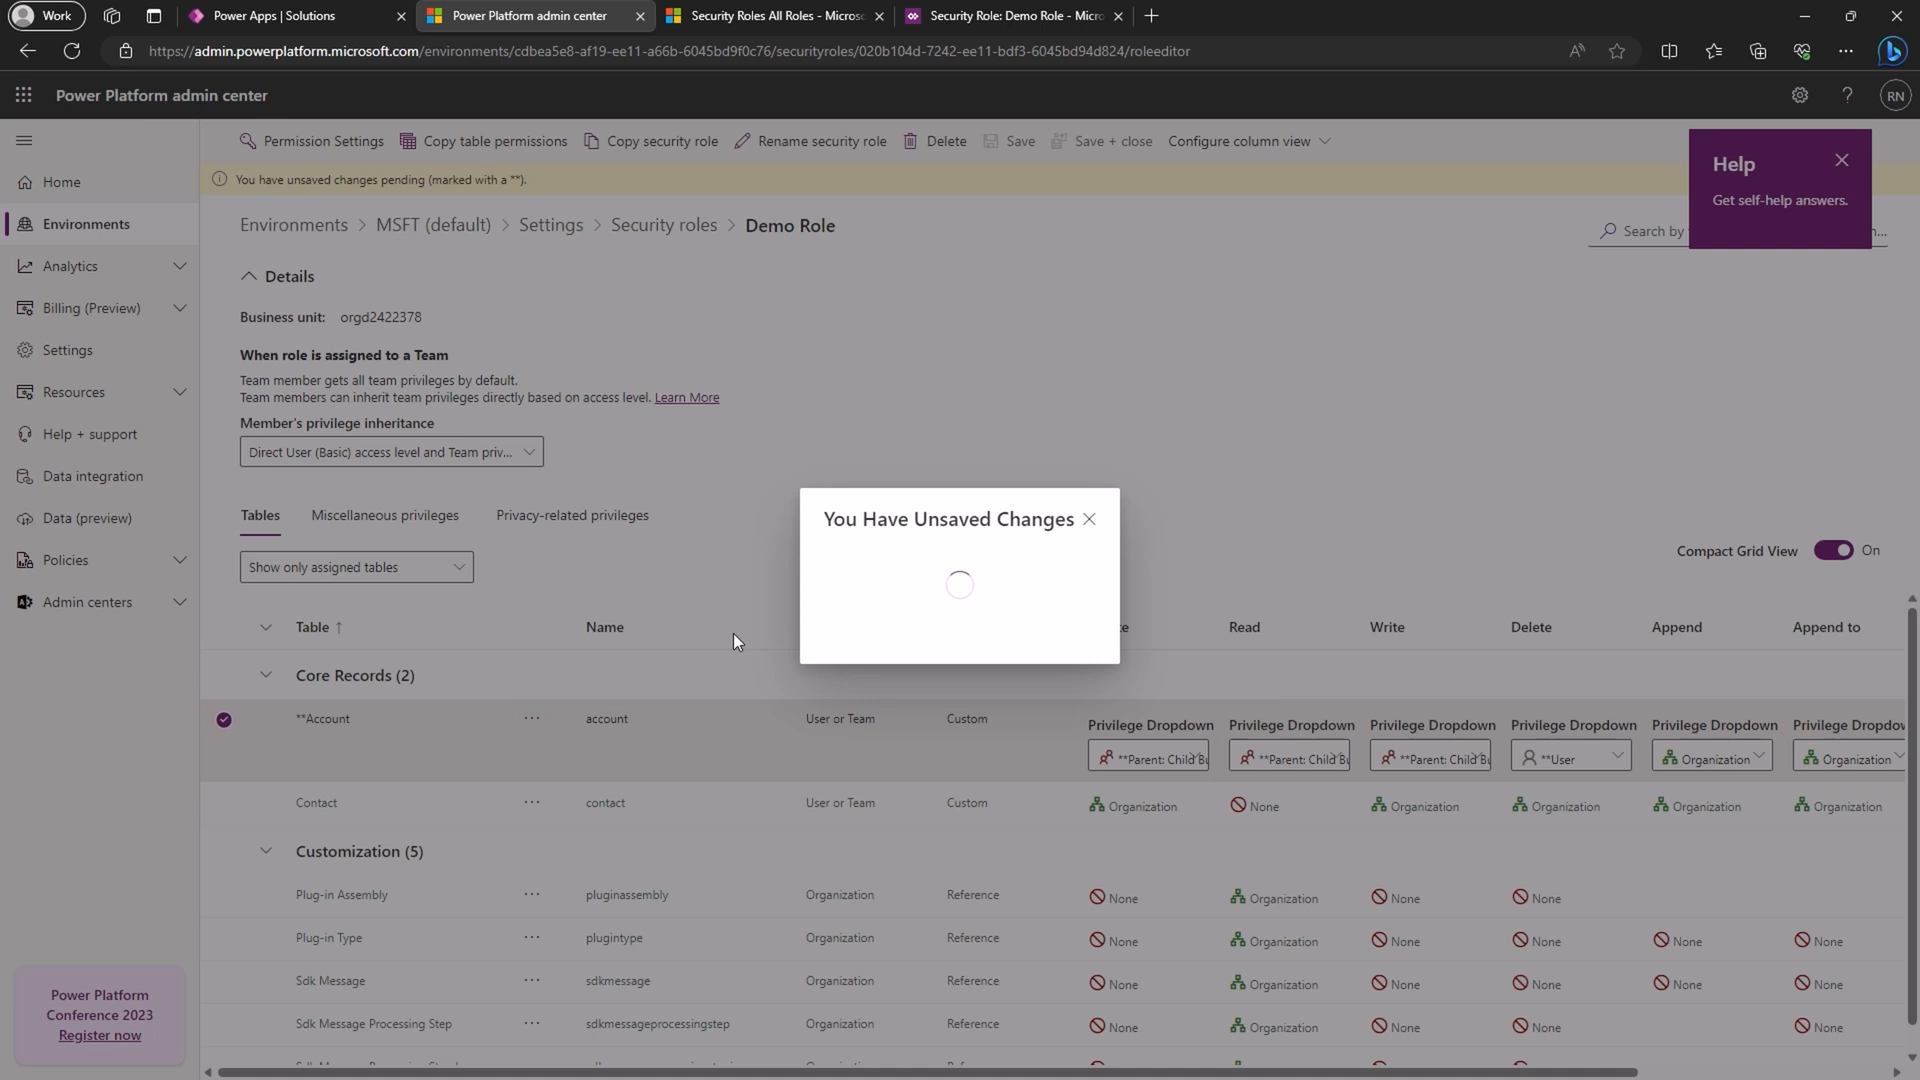 Work
Power Apps | Solutions
Power Platform admin center
Security Roles All Roles - Micros
Security Role: Demo Role - Micro
https://admin.powerplatform.microsoft.com/environments/cdbea5e8-af19-ee11-a66b-6045bd9f0c76/securityroles/020b104d-7242-ee11-bdf3-6045bd94d824/roleeditor
Power Platform admin center
RN
Permission Settings
Copy table permissions
Copy security role
Rename security role
Delete
Save
Save + close
Configure column view
Help
Get self-help answers.
You have unsaved changes pending (marked with a **).
Home
Environments
Analytics
Billing (Preview)
Settings
Resources
Help + support
Data integration
Data (preview)
Policies
Admin centers
Power Platform
Conference 2023
Register now
Environments > MSFT (default) > Settings > Security roles > Demo Role
Search by
Details
Business unit: orgd2422378
When role is assigned to a Team
Team member gets all team privileges by default.
Team members can inherit team privileges directly based on access level. Learn More
Member's privilege inheritance
Direct User (Basic) access level and Team priv...
Tables
Miscellaneous privileges
Privacy-related privileges
Show only assigned tables
Compact Grid View
On
You Have Unsaved Changes
Table ↑ Name Read Write Delete Append Append to
Core Records (2)
Privilege Dropdown Privilege Dropdown Privilege Dropdown Privilege Dropdown Privilege Dropdown Privilege Dropdov
**Account ... account User or Team Custom **Parent: Child Bu **Parent: Child Bu **Parent: Child Bu **User Organization Organization
Contact ... contact User or Team Custom Organization None Organization Organization Organization Organization
Customization (5)
Plug-in Assembly ... pluginassembly Organization Reference None Organization None None
Plug-in Type ... plugintype Organization Reference None Organization None None None None
Sdk Message ... sdkmessage Organization Reference None Organization None None None None
Sdk Message Processing Step ... sdkmessageprocessingstep Organization Reference None Organization None None None